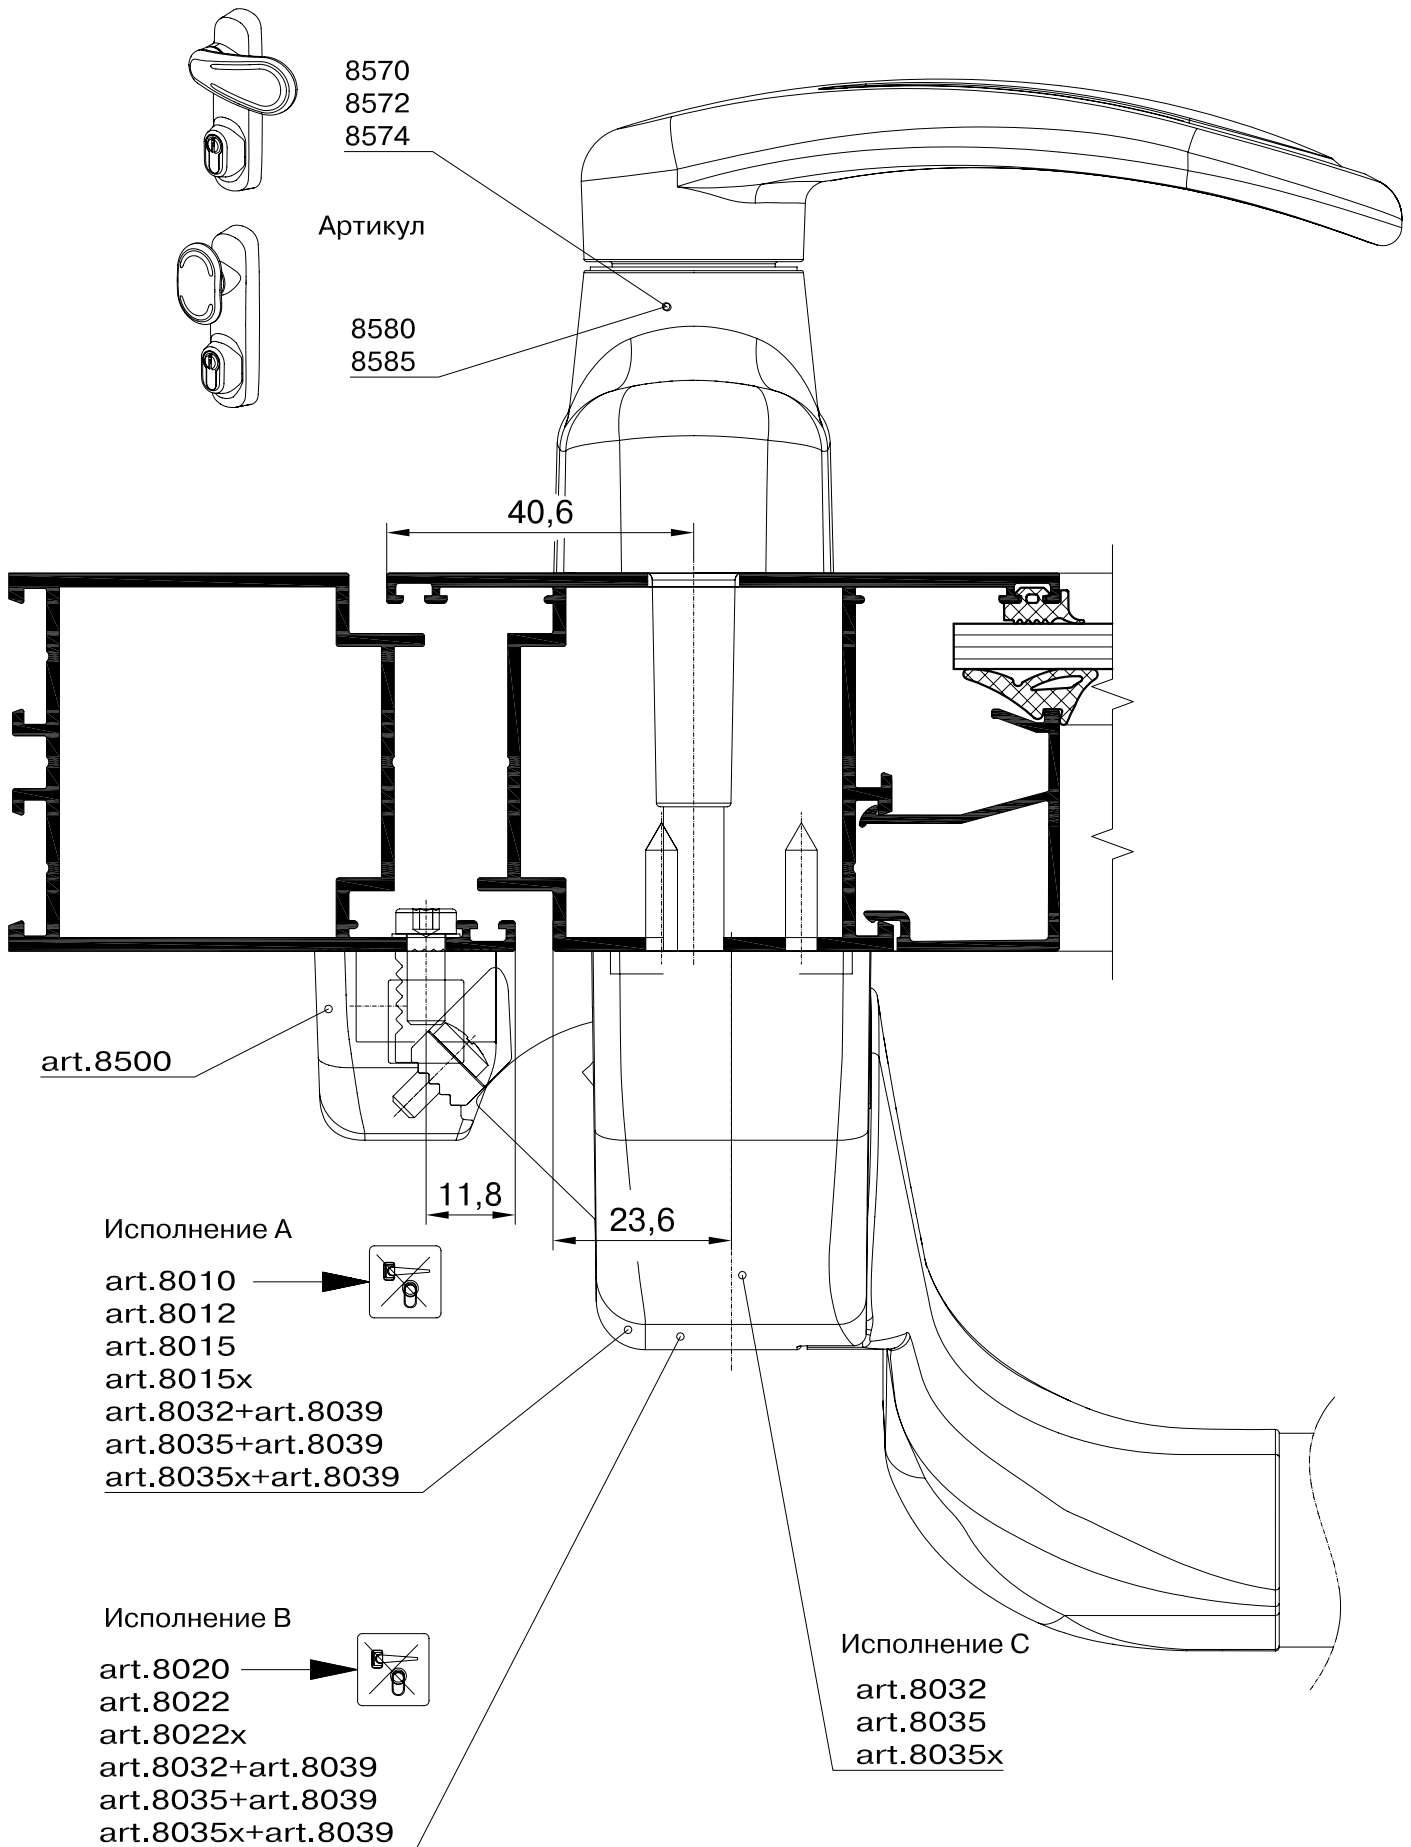 8570
8572
8574
Артикул
8580
8585
40,6
art.8500
11,8
23,6
Исполнение А
art.8010
art.8012
art.8015
art.8015x
art.8032+art.8039
art.8035+art.8039
art.8035x+art.8039
Исполнение В
art.8020
art.8022
art.8022x
art.8032+art.8039
art.8035+art.8039
art.8035x+art.8039
Исполнение С
art.8032
art.8035
art.8035x